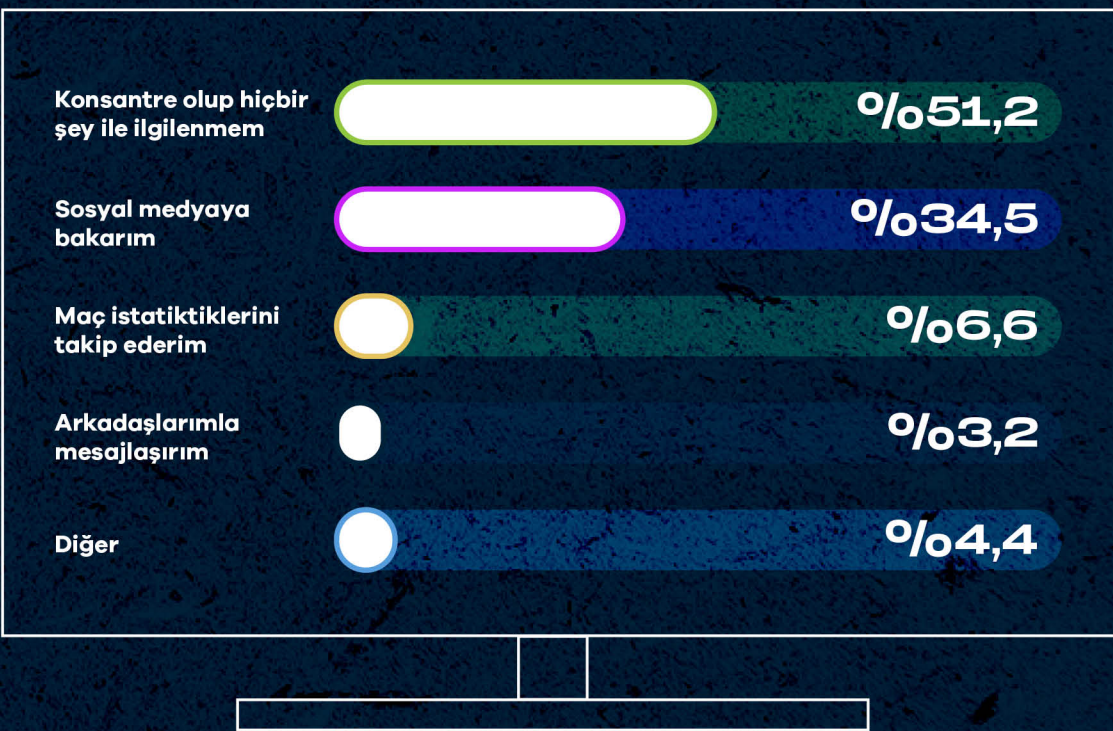 Konsantre olup hiçbir
şey ile ilgilenmem
%51,2
Sosyal medyaya
bakarım
%34,5
Maç istatiktiklerini
takip ederim
%6,6
Arkadaşlarımla
mesajlaşırım
%3,2
Diğer
%4,4